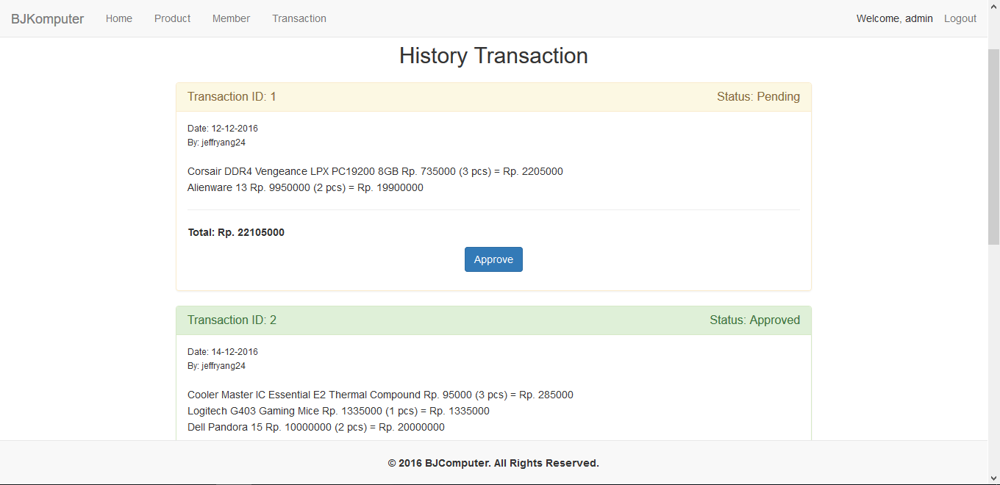 BJKomputer Home Product Member Transaction Welcome, admin Logout
History Transaction
Transaction ID: 1 Status: Pending
Date: 12-12-2016
By: jeffryang24
Corsair DDR4 Vengeance LPX PC19200 8GB Rp. 735000 (3 pcs) = Rp. 2205000
Alienware 13 Rp. 9950000 (2 pcs) = Rp. 19900000
Total: Rp. 22105000
Approve
Transaction ID: 2 Status: Approved
Date: 14-12-2016
By: jeffryang24
Cooler Master IC Essential E2 Thermal Compound Rp. 95000 (3 pcs) = Rp. 285000
Logitech G403 Gaming Mice Rp. 1335000 (1 pcs) = Rp. 1335000
Dell Pandora 15 Rp. 10000000 (2 pcs) = Rp. 20000000
© 2016 BJComputer. All Rights Reserved.